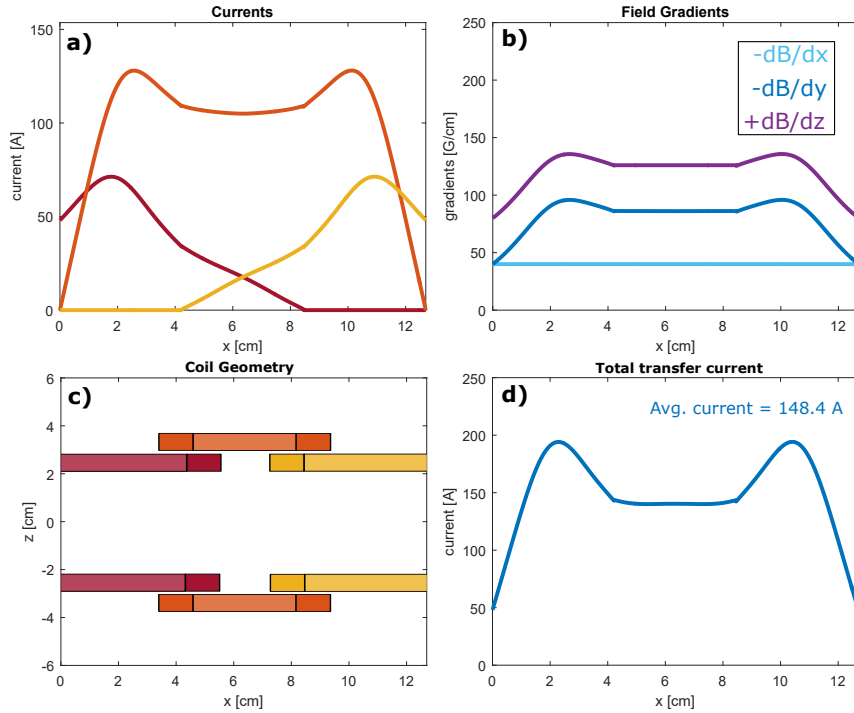 Currents
a)
150
100
50
0
current [A]
0 2 4 6 8 10 12
x [cm]
Field Gradients
b)
-dB/dx
-dB/dy
+dB/dz
250
200
150
100
50
0
gradients [G/cm]
0 2 4 6 8 10 12
x [cm]
Coil Geometry
c)
6
4
2
0
-2
-4
-6
z [cm]
0 2 4 6 8 10 12
x [cm]
Total transfer current
d)
Avg. current = 148.4 A
250
200
150
100
50
0
current [A]
0 2 4 6 8 10 12
x [cm]